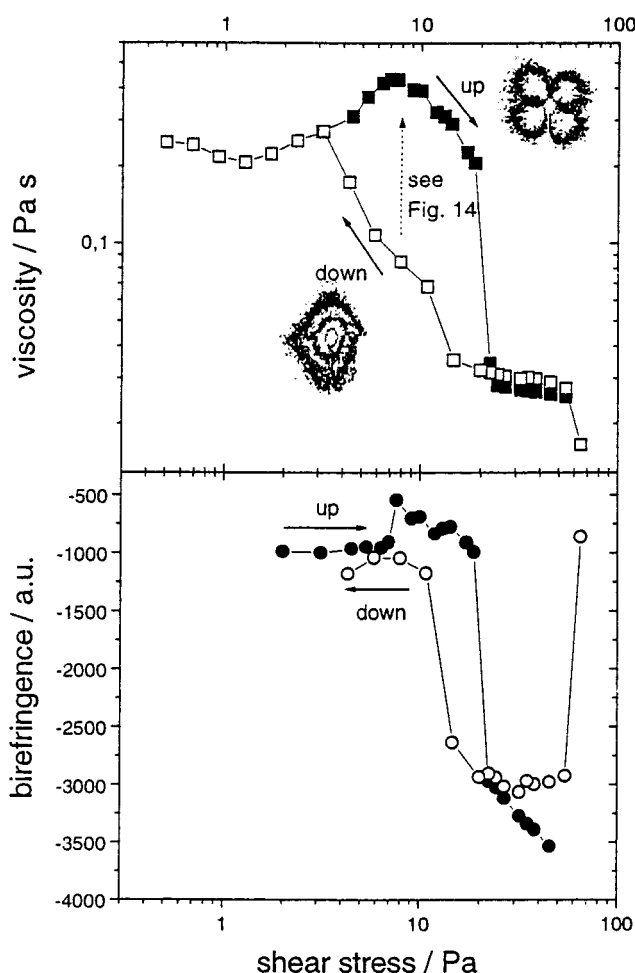 1 10 100
viscosity / Pa s
0,1
up
see
Fig. 14
down
birefringence / a.u.
-500
-1000
-1500
-2000
-2500
-3000
-3500
-4000
up
down
1 10 100
shear stress / Pa